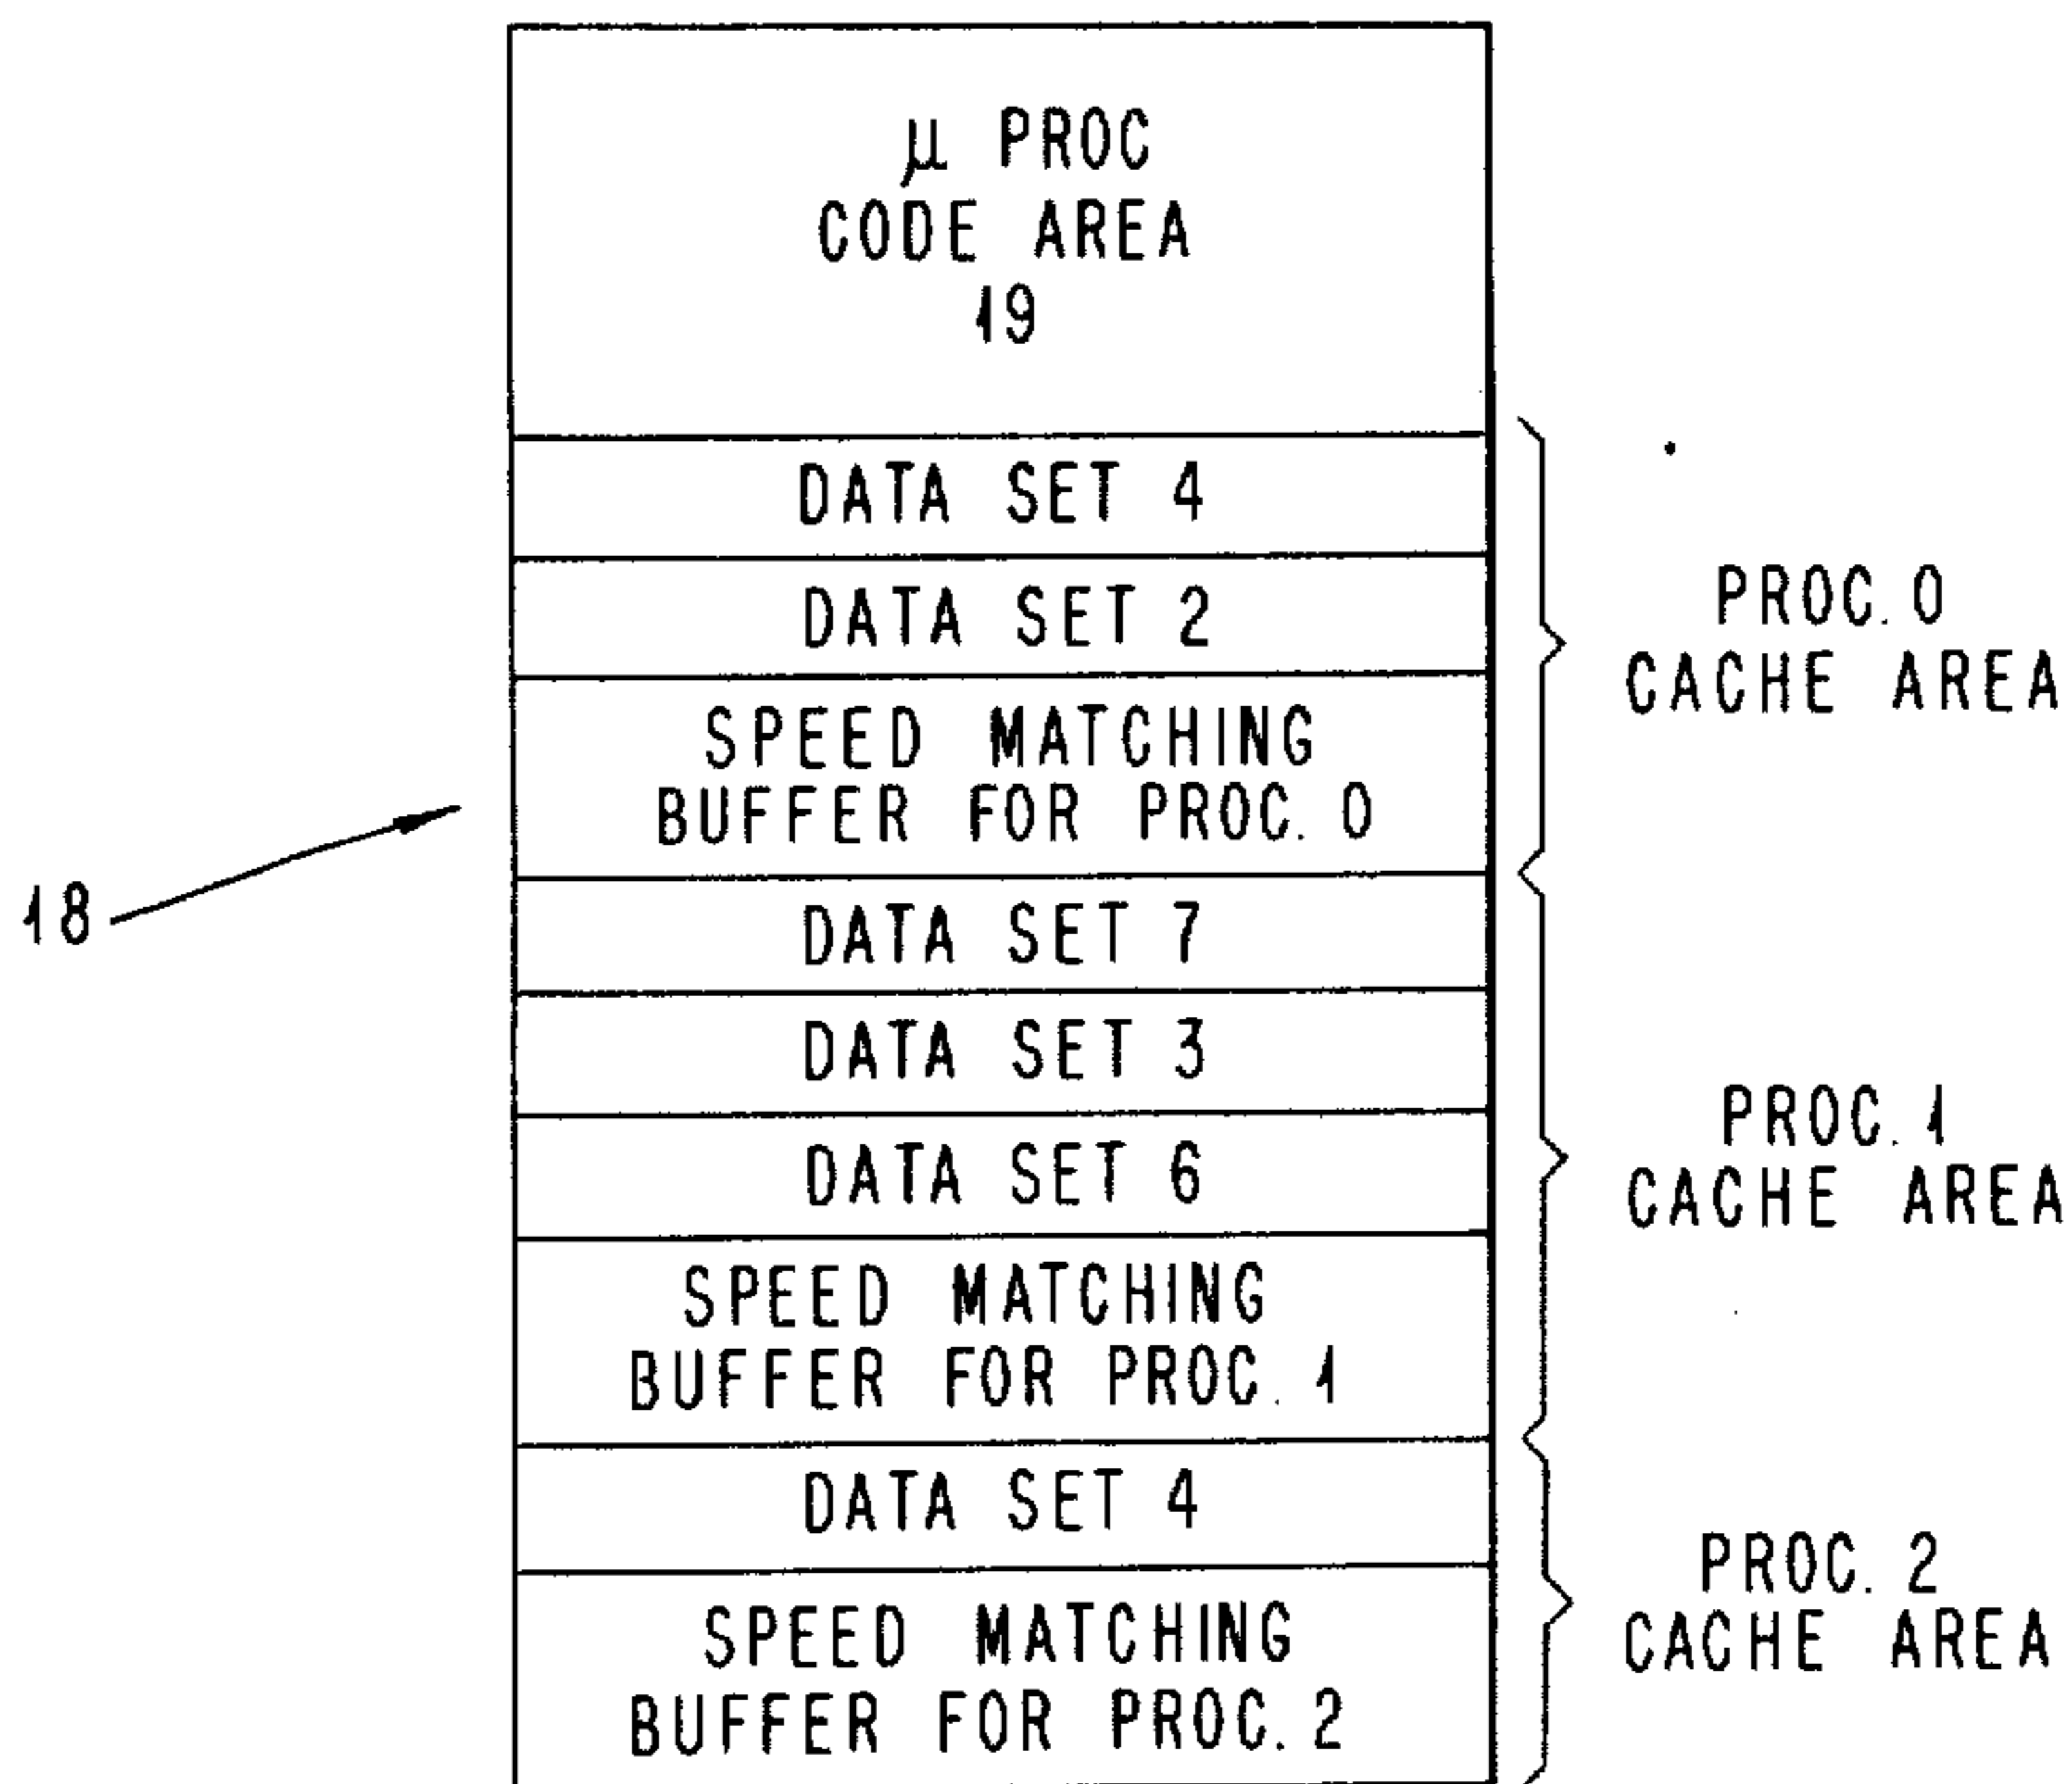 μ PROC
CODE AREA
19
DATA SET 4
DATA SET 2
SPEED MATCHING
BUFFER FOR PROC. 0
PROC. 0
CACHE AREA
18
DATA SET 7
DATA SET 3
DATA SET 6
SPEED MATCHING
BUFFER FOR PROC. 1
PROC. 1
CACHE AREA
DATA SET 4
SPEED MATCHING
BUFFER FOR PROC. 2
PROC. 2
CACHE AREA